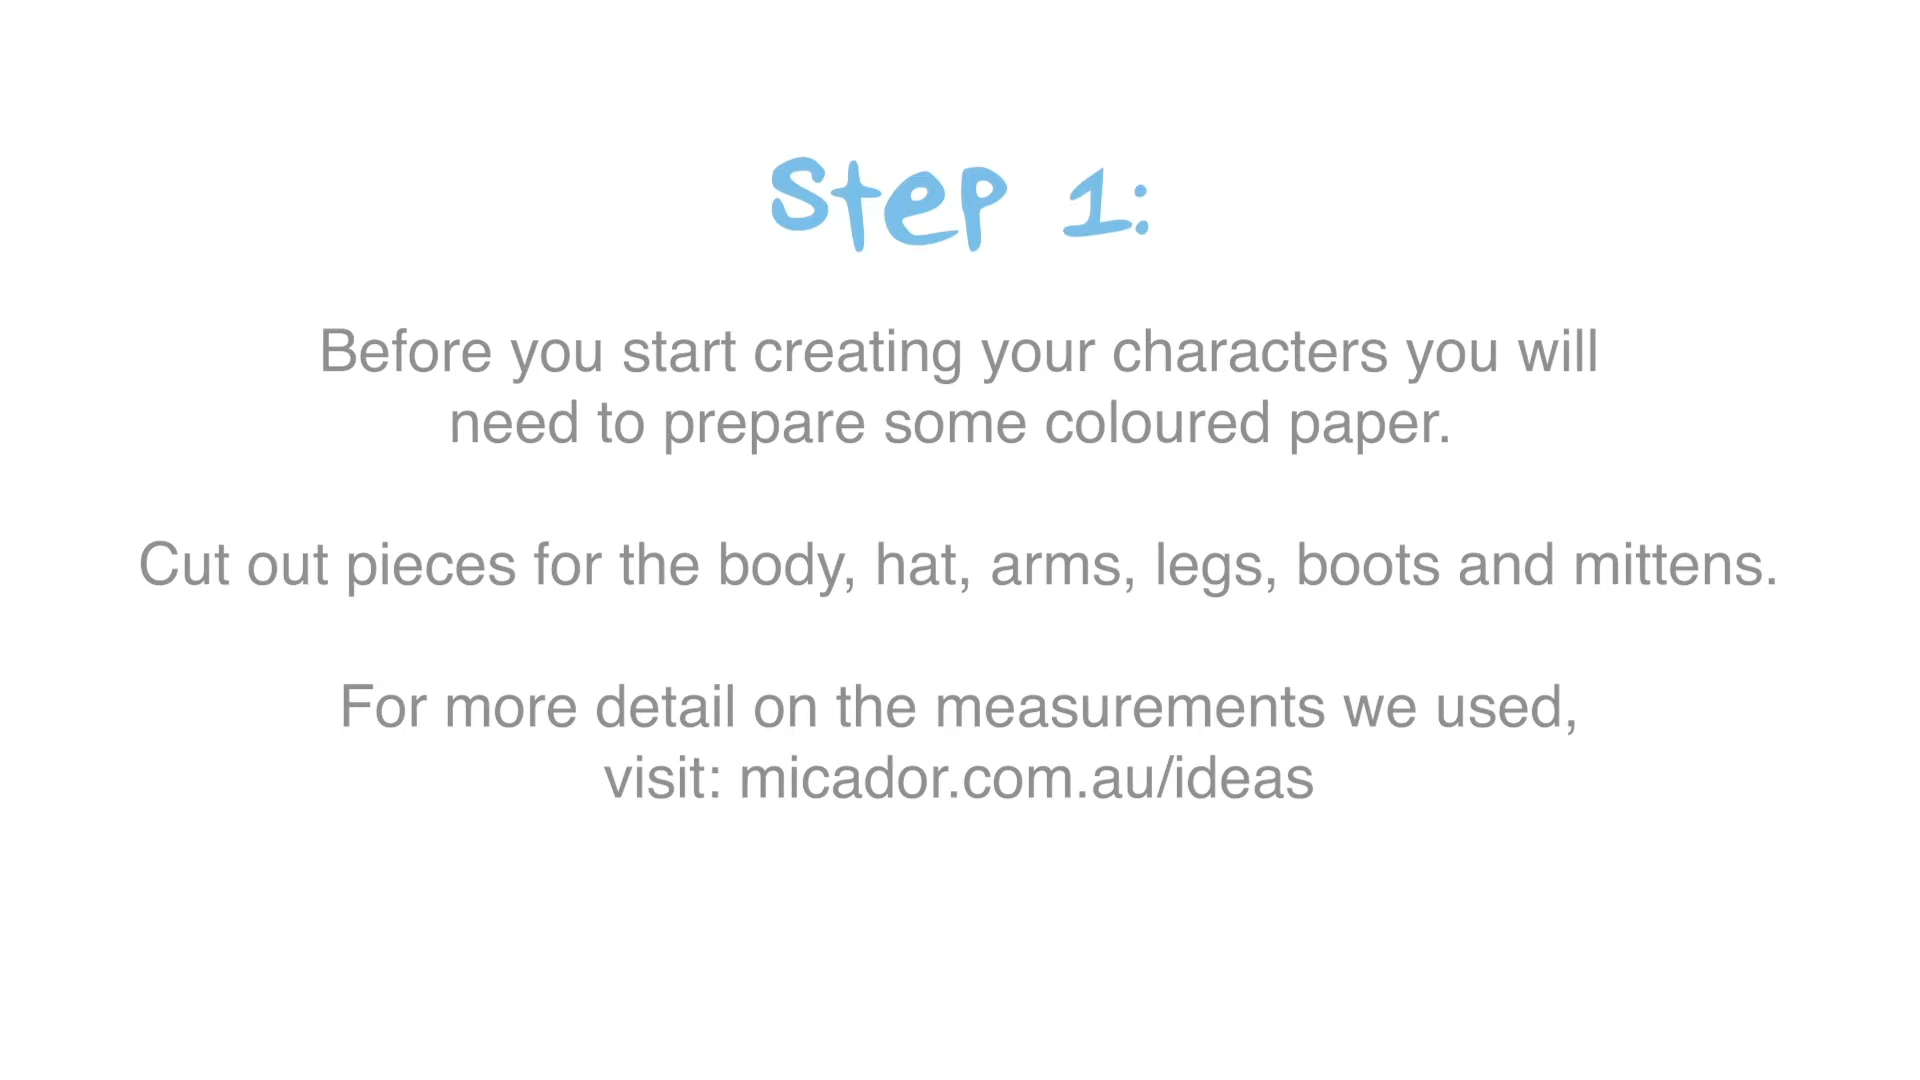 Step 1:
Before you start creating your characters you will
need to prepare some coloured paper.
Cut out pieces for the body, hat, arms, legs, boots and mittens.
For more detail on the measurements we used,
visit: micador.com.au/ideas